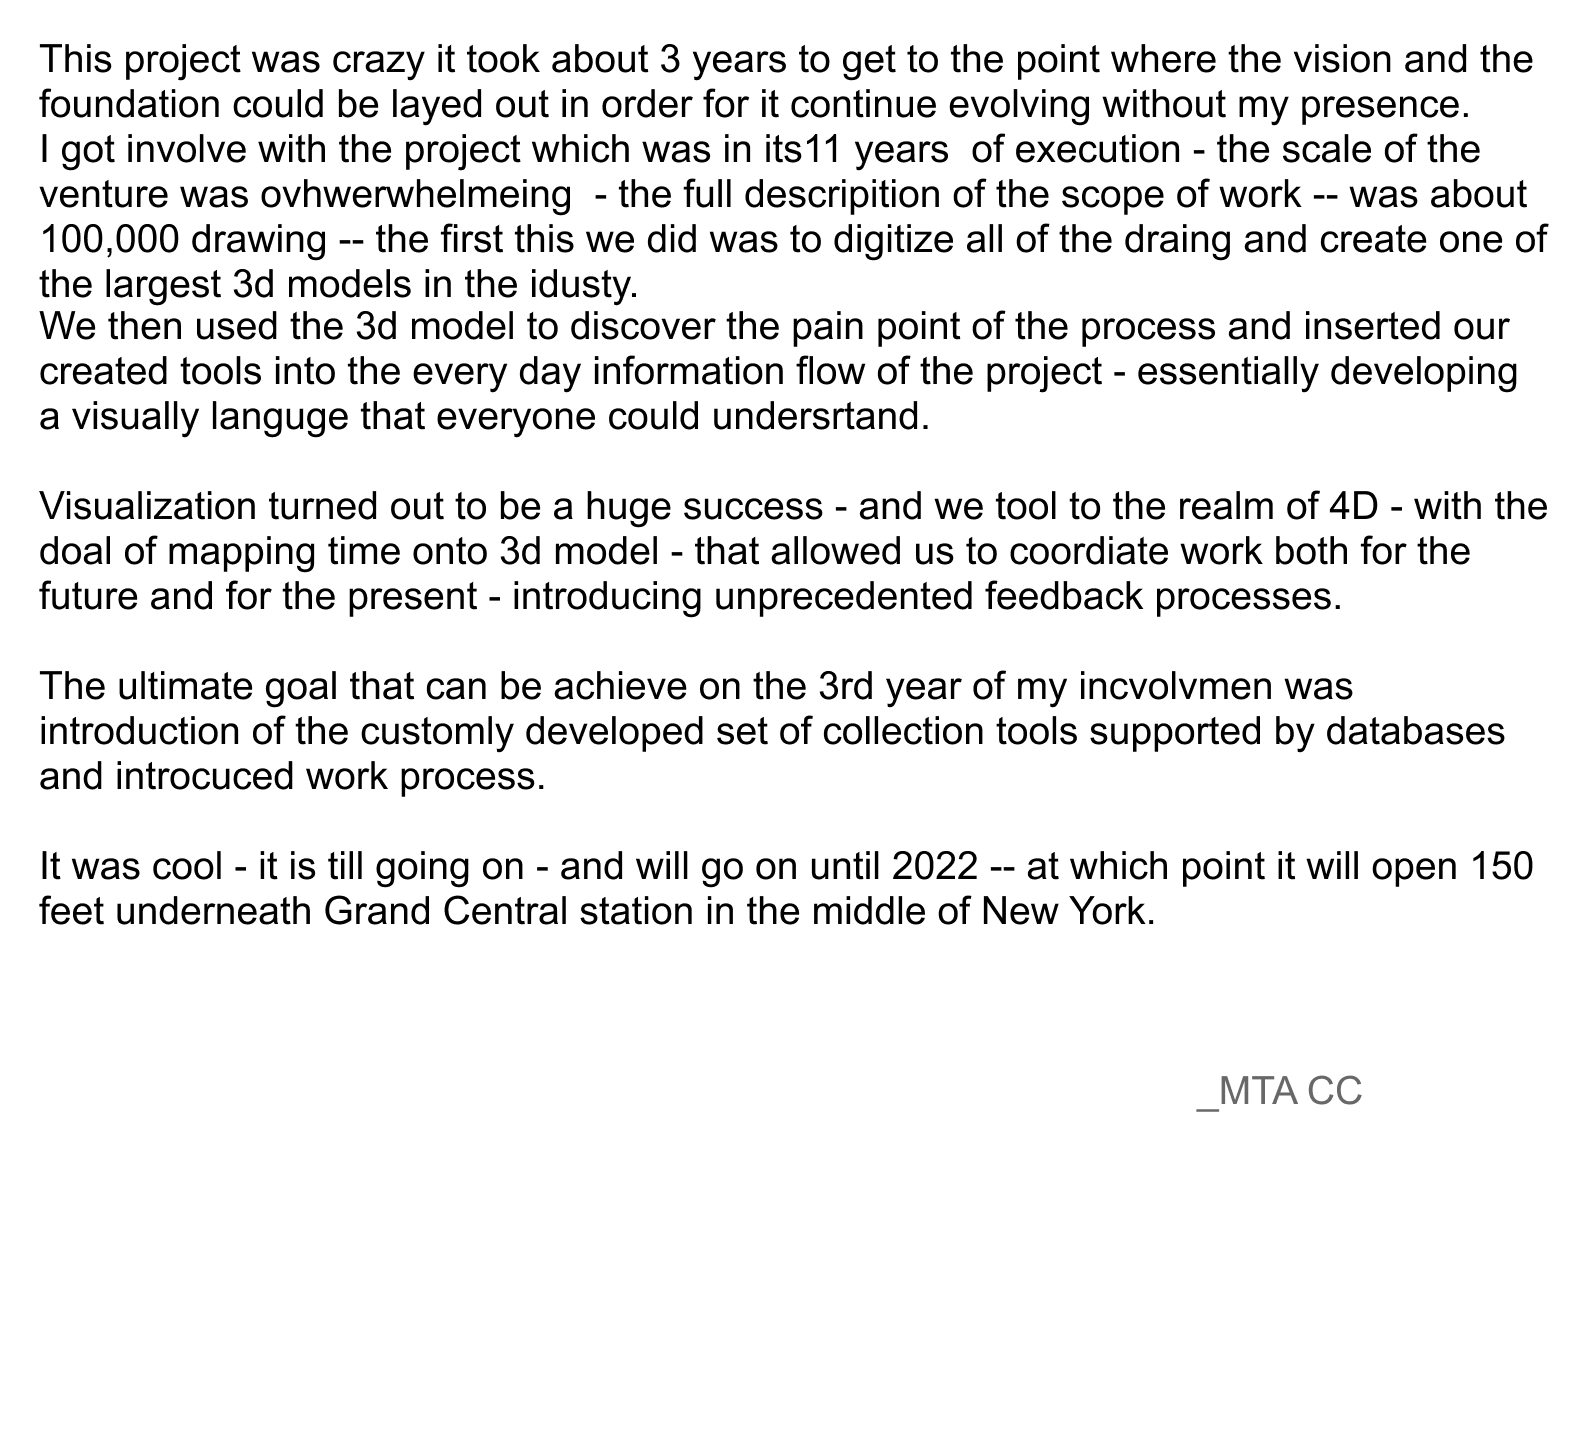 This project was crazy it took about 3 years to get to the point where the vision and the
foundation could be layed out in order for it continue evolving without my presence.
I got involve with the project which was in its11 years  of execution - the scale of the
venture was ovhwerwhelmeing  - the full descripition of the scope of work -- was about
100,000 drawing -- the first this we did was to digitize all of the draing and create one of
the largest 3d models in the idusty.
We then used the 3d model to discover the pain point of the process and inserted our
created tools into the every day information flow of the project - essentially developing
a visually languge that everyone could undersrtand.
Visualization turned out to be a huge success - and we tool to the realm of 4D - with the
doal of mapping time onto 3d model - that allowed us to coordiate work both for the
future and for the present - introducing unprecedented feedback processes.
The ultimate goal that can be achieve on the 3rd year of my incvolvmen was
introduction of the customly developed set of collection tools supported by databases
and introcuced work process.
It was cool - it is till going on - and will go on until 2022 -- at which point it will open 150
feet underneath Grand Central station in the middle of New York.
_MTA CC